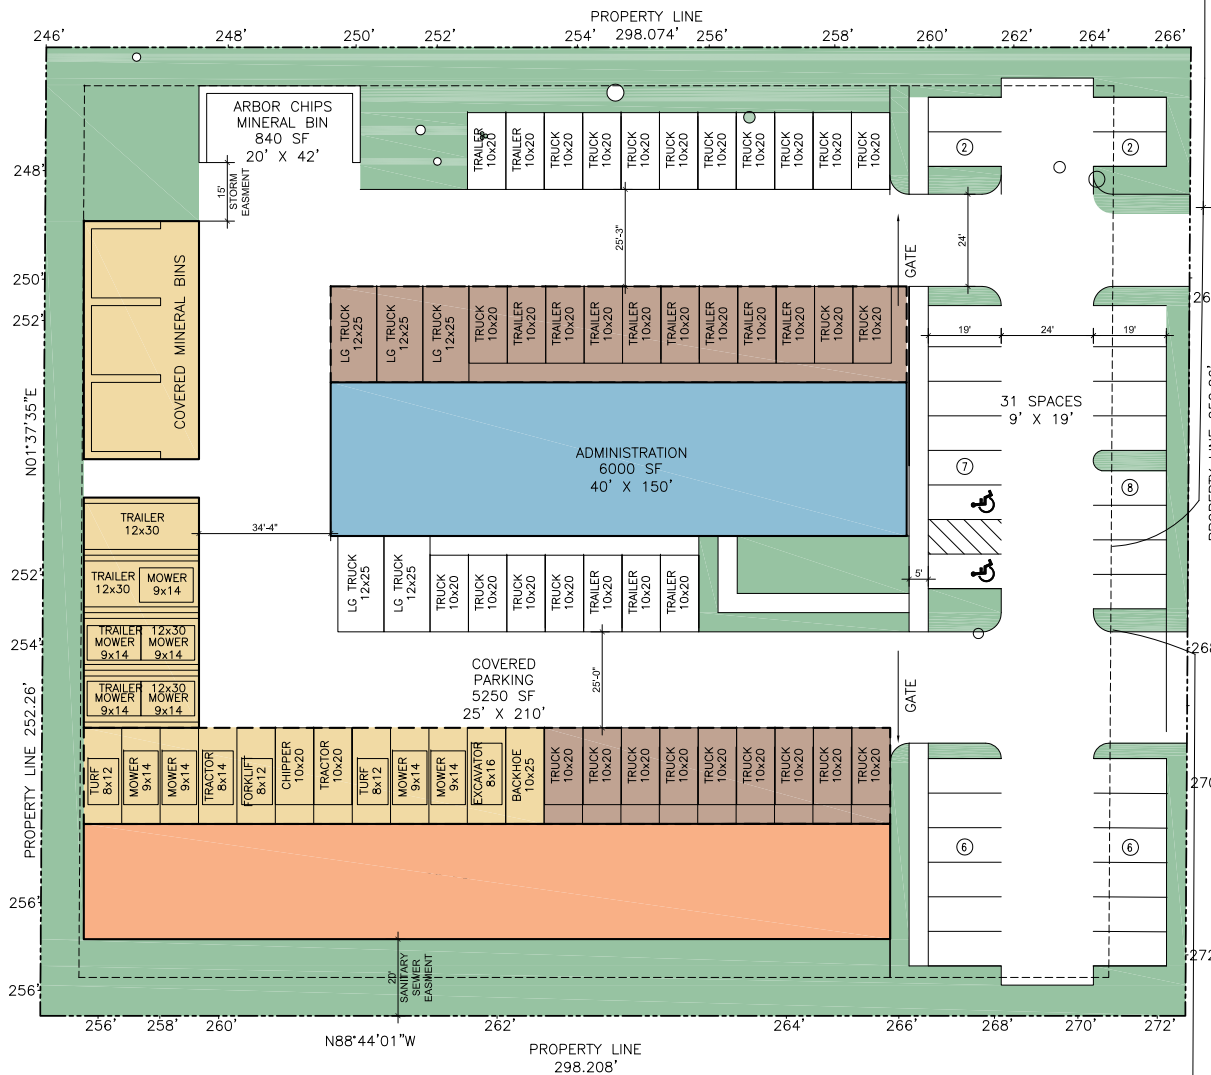 PROPERTY LINE
298.074'
246'
248'
250'
252'
254'
256'
258'
260'
262'
264'
266'
ARBOR CHIPS
MINERAL BIN
840 SF
20' X 42'
TRAILER
10x20
TRAILER
10x20
TRUCK
10x20
TRUCK
10x20
TRUCK
10x20
TRUCK
10x20
TRUCK
10x20
TRUCK
10x20
TRUCK
10x20
TRUCK
10x20
TRUCK
10x20
2
2
248'
15'
STORM
EASMENT
25'-3"
GATE
24'
250'
252'
COVERED MINERAL BINS
LG TRUCK
12x25
LG TRUCK
12x25
LG TRUCK
12x25
TRUCK
10x20
TRAILER
10x20
TRAILER
10x20
TRUCK
10x20
TRAILER
10x20
TRAILER
10x20
TRAILER
10x20
TRAILER
10x20
TRUCK
10x20
TRUCK
10x20
26
19'
24'
19'
31 SPACES
9' X 19'
N01°37'35"E
ADMINISTRATION
6000 SF
40' X 150'
7
8
PROPERTY LINE
TRAILER
12x30
34'-4"
252'
TRAILER
12x30
MOWER
9x14
LG TRUCK
12x25
LG TRUCK
12x25
TRUCK
10x20
TRUCK
10x20
TRUCK
10x20
TRUCK
10x20
TRAILER
10x20
TRAILER
10x20
TRAILER
10x20
5'
254'
TRAILER 12x30
MOWER
9x14
MOWER
9x14
268
COVERED
PARKING
5250 SF
25' X 210'
25'-0"
GATE
TRAILER 12x30
MOWER
9x14
MOWER
9x14
PROPERTY LINE 252.26'
TURF
8x12
MOWER
9x14
MOWER
9x14
TRACTOR
8x14
FORKLIFT
8x12
CHIPPER
10x20
TRACTOR
10x20
TURF
8x12
MOWER
9x14
MOWER
9x14
EXCAVATOR
8x16
BACKHOE
10x25
TRUCK
10x20
TRUCK
10x20
TRUCK
10x20
TRUCK
10x20
TRUCK
10x20
TRUCK
10x20
TRUCK
10x20
TRUCK
10x20
TRUCK
10x20
270
6
6
256'
272
20'
SANITARY
SEWER
EASMENT
256'
256'
258'
260'
262'
264'
266'
268'
270'
272'
N88°44'01"W
PROPERTY LINE
298.208'